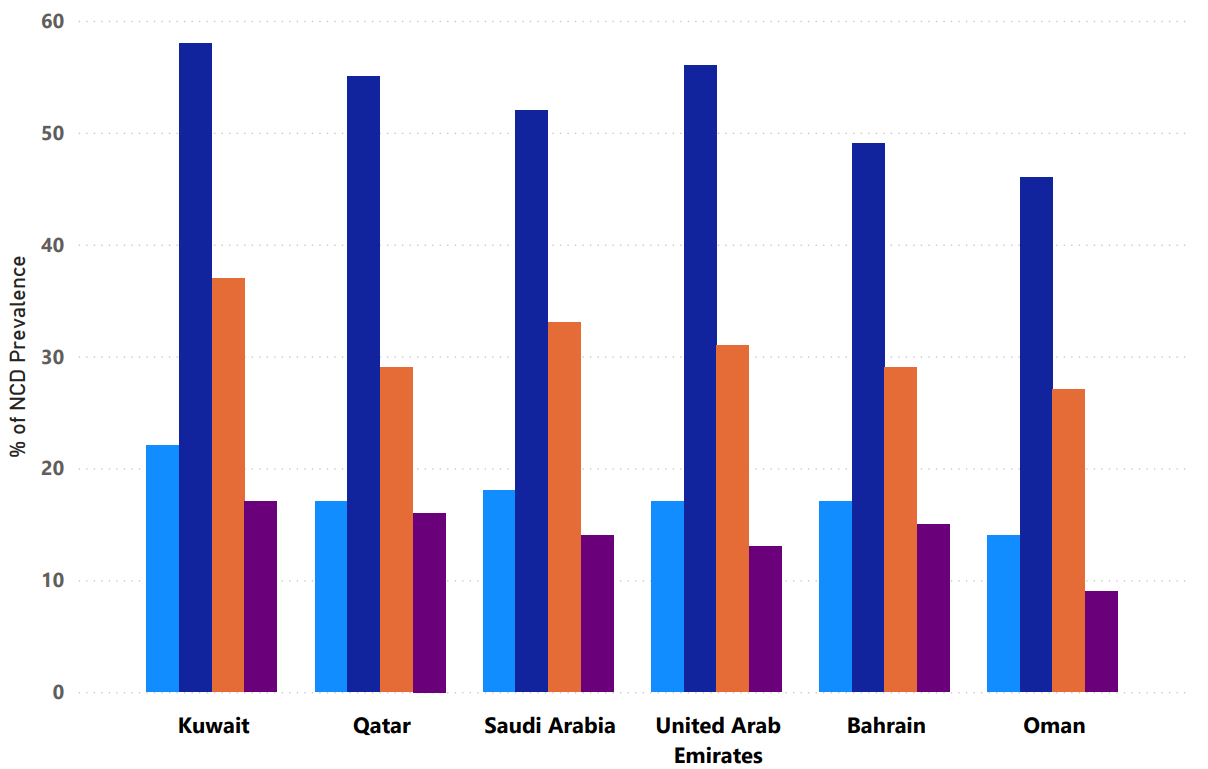 60
50
40
30
20
10
0
% of NCD Prevalence
Kuwait
Qatar
Saudi Arabia
United Arab
Emirates
Bahrain
Oman